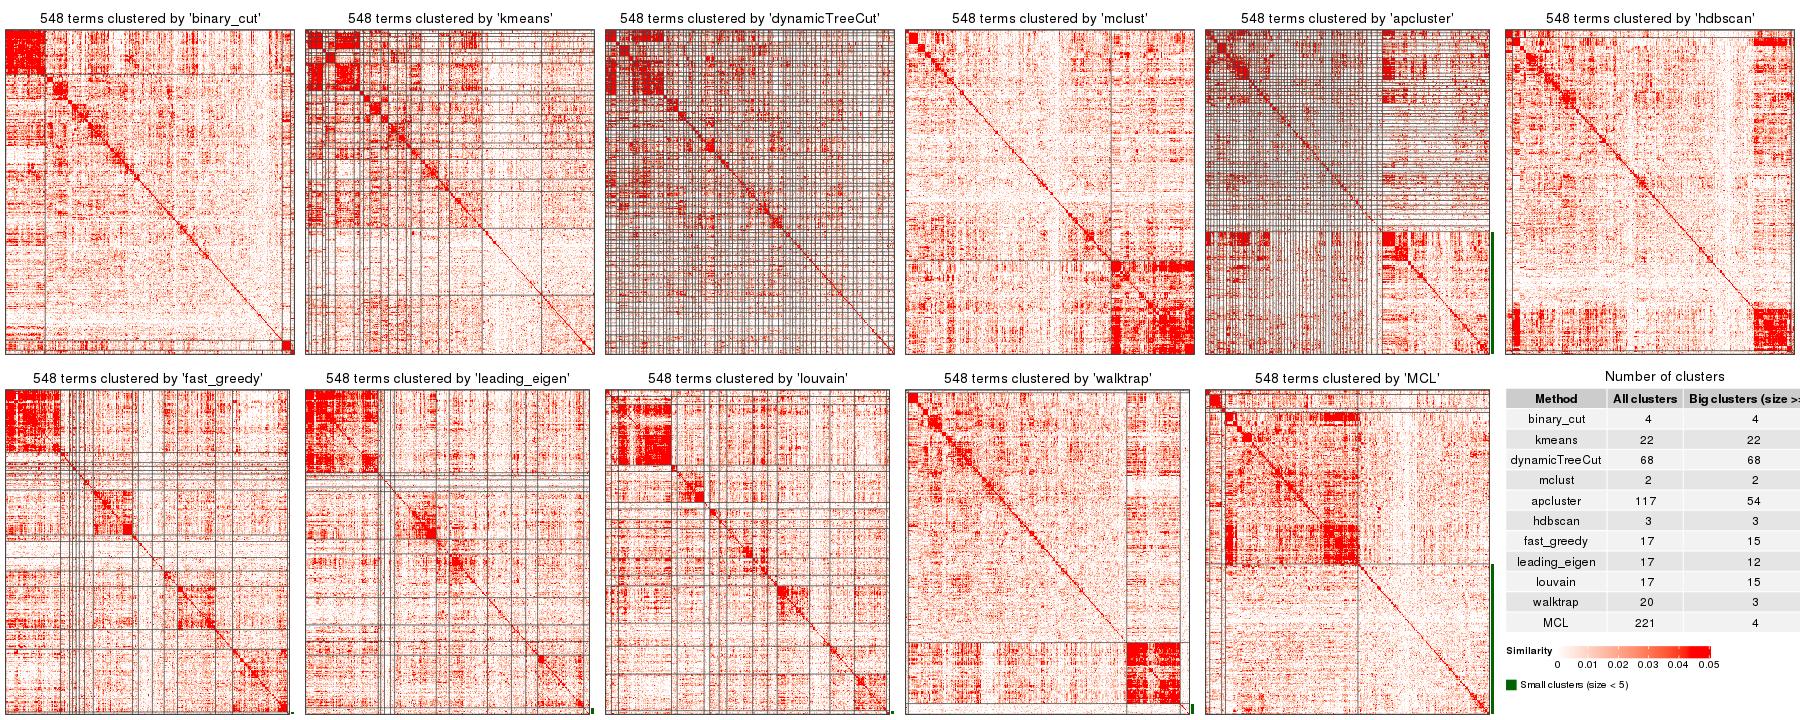 548 terms clustered by 'binary_cut'
548 terms clustered by 'kmeans'
548 terms clustered by 'dynamicTreeCut'
548 terms clustered by 'mclust'
548 terms clustered by 'apcluster'
548 terms clustered by 'hdbscan'
548 terms clustered by 'fast_greedy'
548 terms clustered by 'leading_eigen'
548 terms clustered by 'louvain'
548 terms clustered by 'walktrap'
548 terms clustered by 'MCL'
Number of clusters
Method All clusters Big clusters (size >
binary_cut 4 4
kmeans 22 22
dynamicTreeCut 68 68
mclust 2 2
apcluster 117 54
hdbscan 3 3
fast_greedy 17 15
leading_eigen 17 12
louvain 17 15
walktrap 20 3
MCL 221 4
Similarity
0 0.01 0.02 0.03 0.04 0.05
Small clusters (size < 5)